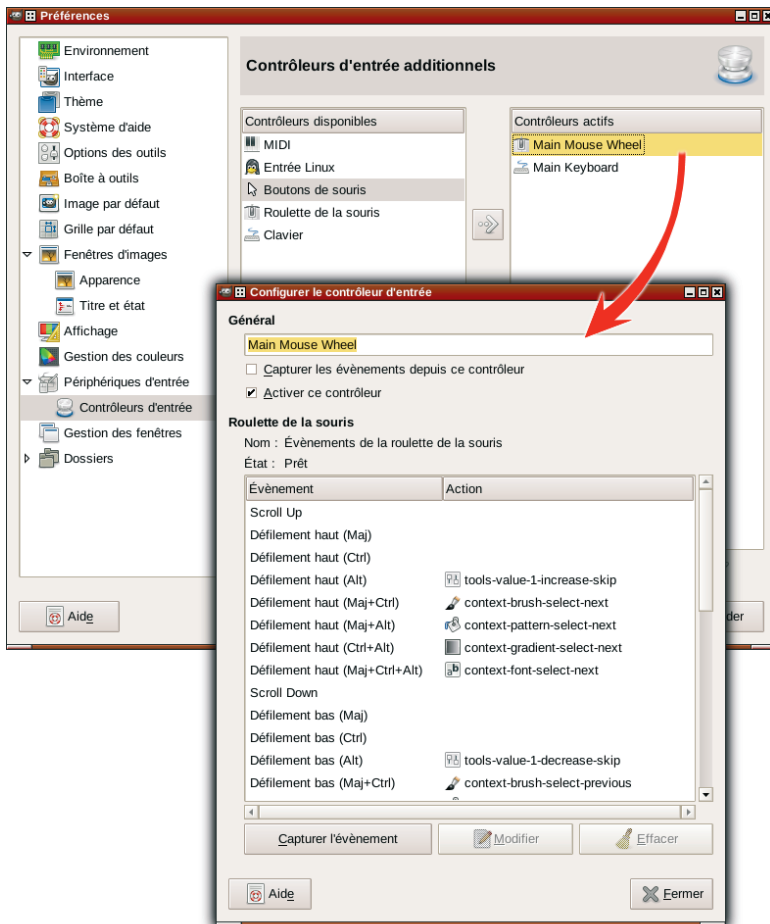 Préférences
Environnement
Interface
Thème
Système d'aide
Options des outils
Boîte à outils
Image par défaut
Grille par défaut
Fenêtres d'images
Apparence
Titre et état
Affichage
Gestion des couleurs
Périphériques d'entrée
Contrôleurs d'entrée
Gestion des fenêtres
Dossiers
Aide
Contrôleurs d'entrée additionnels
Contrôleurs disponibles
MIDI
Entrée Linux
Boutons de souris
Roulette de la souris
Clavier
Contrôleurs actifs
Main Mouse Wheel
Main Keyboard
der
Configurer le contrôleur d'entrée
Général
Main Mouse Wheel
Capturer les évènements depuis ce contrôleur
Activer ce contrôleur
Roulette de la souris
Nom : Évènements de la roulette de la souris
État : Prêt
Évènement Action
Scroll Up
Défilement haut (Maj)
Défilement haut (Ctrl)
Défilement haut (Alt) tools-value-1-increase-skip
Défilement haut (Maj+Ctrl) context-brush-select-next
Défilement haut (Maj+Alt) context-pattern-select-next
Défilement haut (Ctrl+Alt) context-gradient-select-next
Défilement haut (Maj+Ctrl+Alt) context-font-select-next
Scroll Down
Défilement bas (Maj)
Défilement bas (Ctrl)
Défilement bas (Alt) tools-value-1-decrease-skip
Défilement bas (Maj+Ctrl) context-brush-select-previous
Capturer l'évènement Modifier Effacer
Aide Fermer